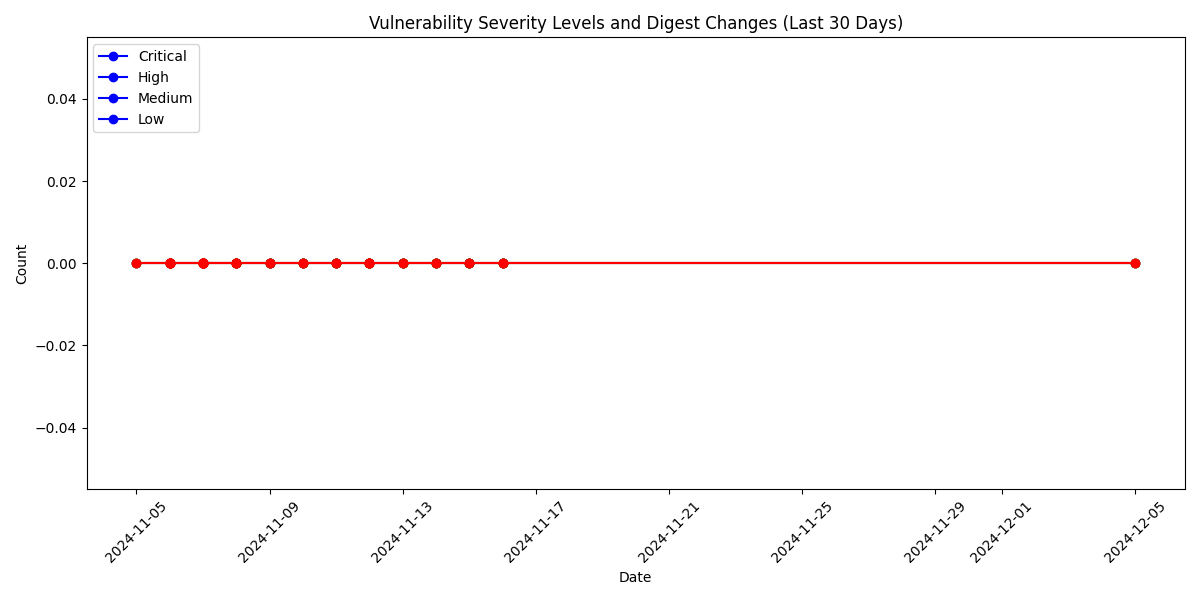 Vulnerability Severity Levels and Digest Changes (Last 30 Days)
Critical
High
Medium
Low
0.04
0.02
0.00
−0.02
−0.04
Count
2024-11-05
2024-11-09
2024-11-13
2024-11-17
2024-11-21
2024-11-25
2024-11-29
2024-12-01
2024-12-05
Date